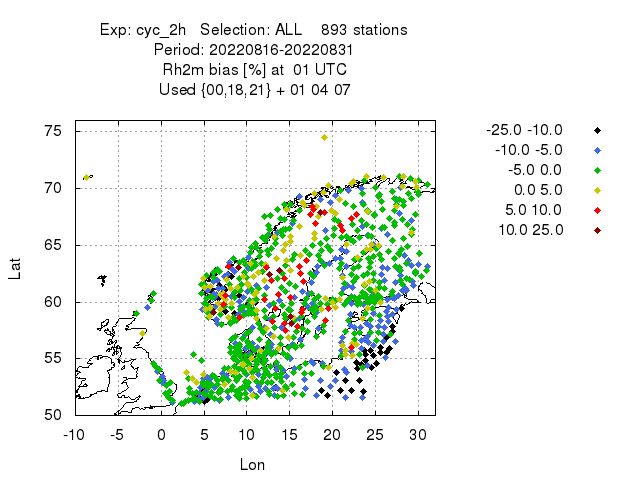 Exp: cyc_2h   Selection: ALL    893 stations
Period: 20220816-20220831
Rh2m bias [%] at  01 UTC
Used {00,18,21} + 01 04 07
-25.0 -10.0
-10.0 -5.0
-5.0 0.0
0.0 5.0
5.0 10.0
10.0 25.0
75
70
65
60
55
50
Lat
-10 -5 0 5 10 15 20 25 30
Lon